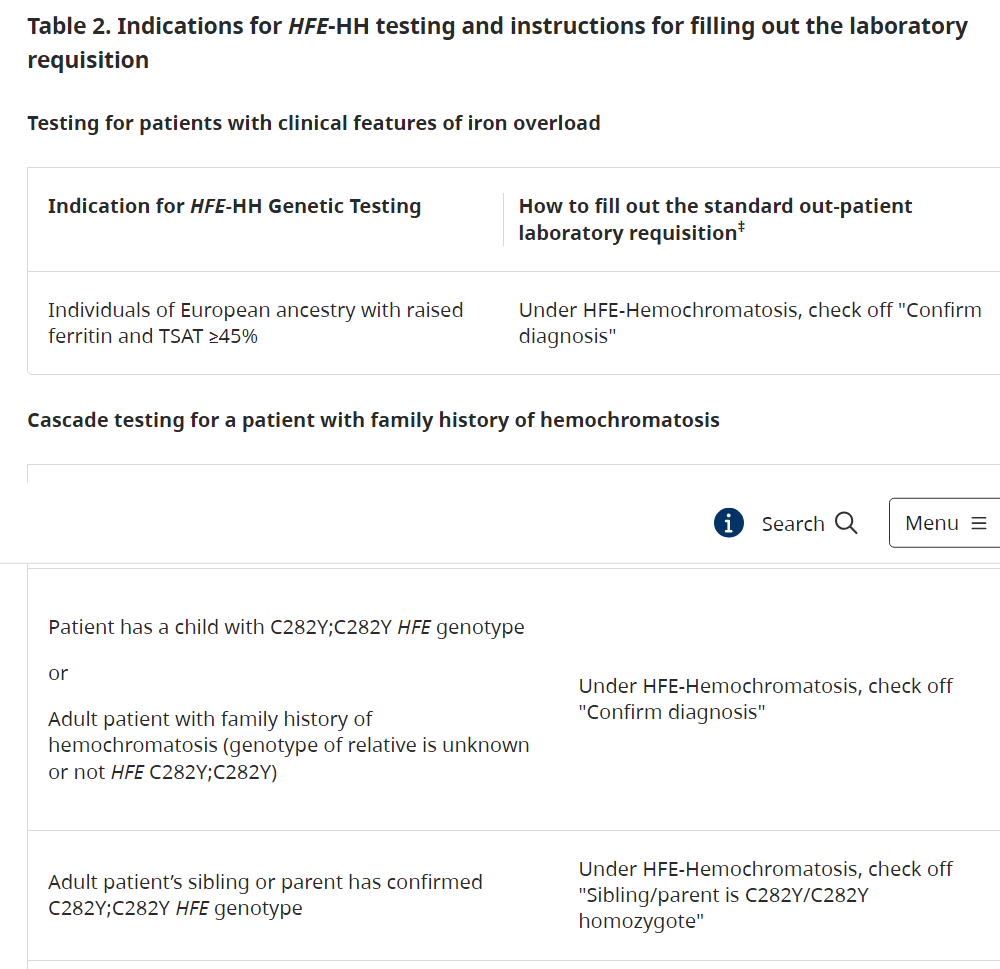 Table 2. Indications for HFE-HH testing and instructions for filling out the laboratory
requisition
Testing for patients with clinical features of iron overload
Indication for HFE-HH Genetic Testing
How to fill out the standard out-patient
laboratory requisition‡
Individuals of European ancestry with raised
ferritin and TSAT ≥45%
Under HFE-Hemochromatosis, check off "Confirm
diagnosis"
Cascade testing for a patient with family history of hemochromatosis
Search
Menu
Patient has a child with C282Y;C282Y HFE genotype
or
Adult patient with family history of
hemochromatosis (genotype of relative is unknown
or not HFE C282Y;C282Y)
Under HFE-Hemochromatosis, check off
"Confirm diagnosis"
Adult patient’s sibling or parent has confirmed
C282Y;C282Y HFE genotype
Under HFE-Hemochromatosis, check off
"Sibling/parent is C282Y/C282Y
homozygote"